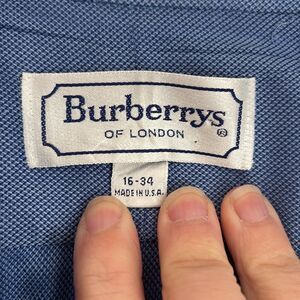 Burberrys®
OF LONDON
16-34
MADE IN U.S.A.